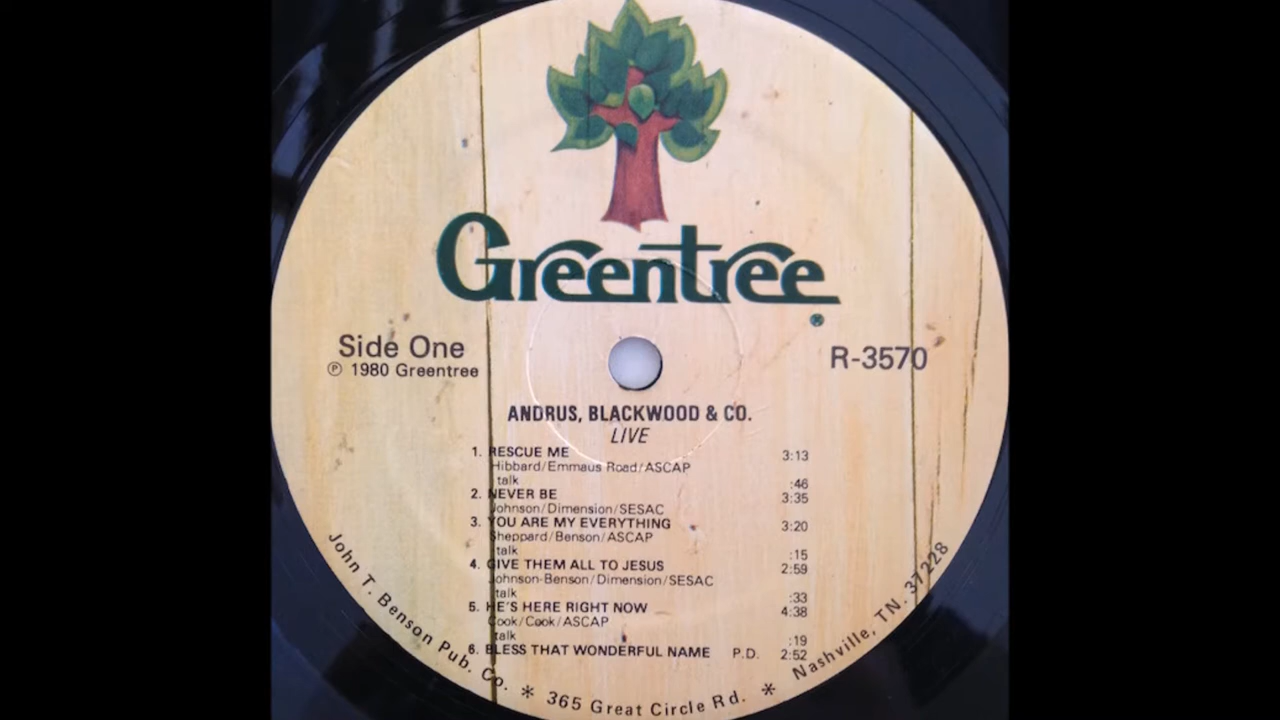 Greentree®
Side One
℗ 1980 Greentree
R-3570
ANDRUS, BLACKWOOD & CO.
LIVE
1. RESCUE ME 3:13
Hibbard/Emmaus Road/ASCAP
talk :46
2. NEVER BE 3:35
Johnson/Dimension/SESAC
3. YOU ARE MY EVERYTHING 3:20
Sheppard/Benson/ASCAP
talk :15
4. GIVE THEM ALL TO JESUS 2:59
Johnson-Benson/Dimension/SESAC
talk :33
5. HE'S HERE RIGHT NOW 4:38
Cook/Cook/ASCAP
talk :19
6. BLESS THAT WONDERFUL NAME P.D. 2:52
John T. Benson Pub. Co. * 365 Great Circle Rd. * Nashville, TN. 37228